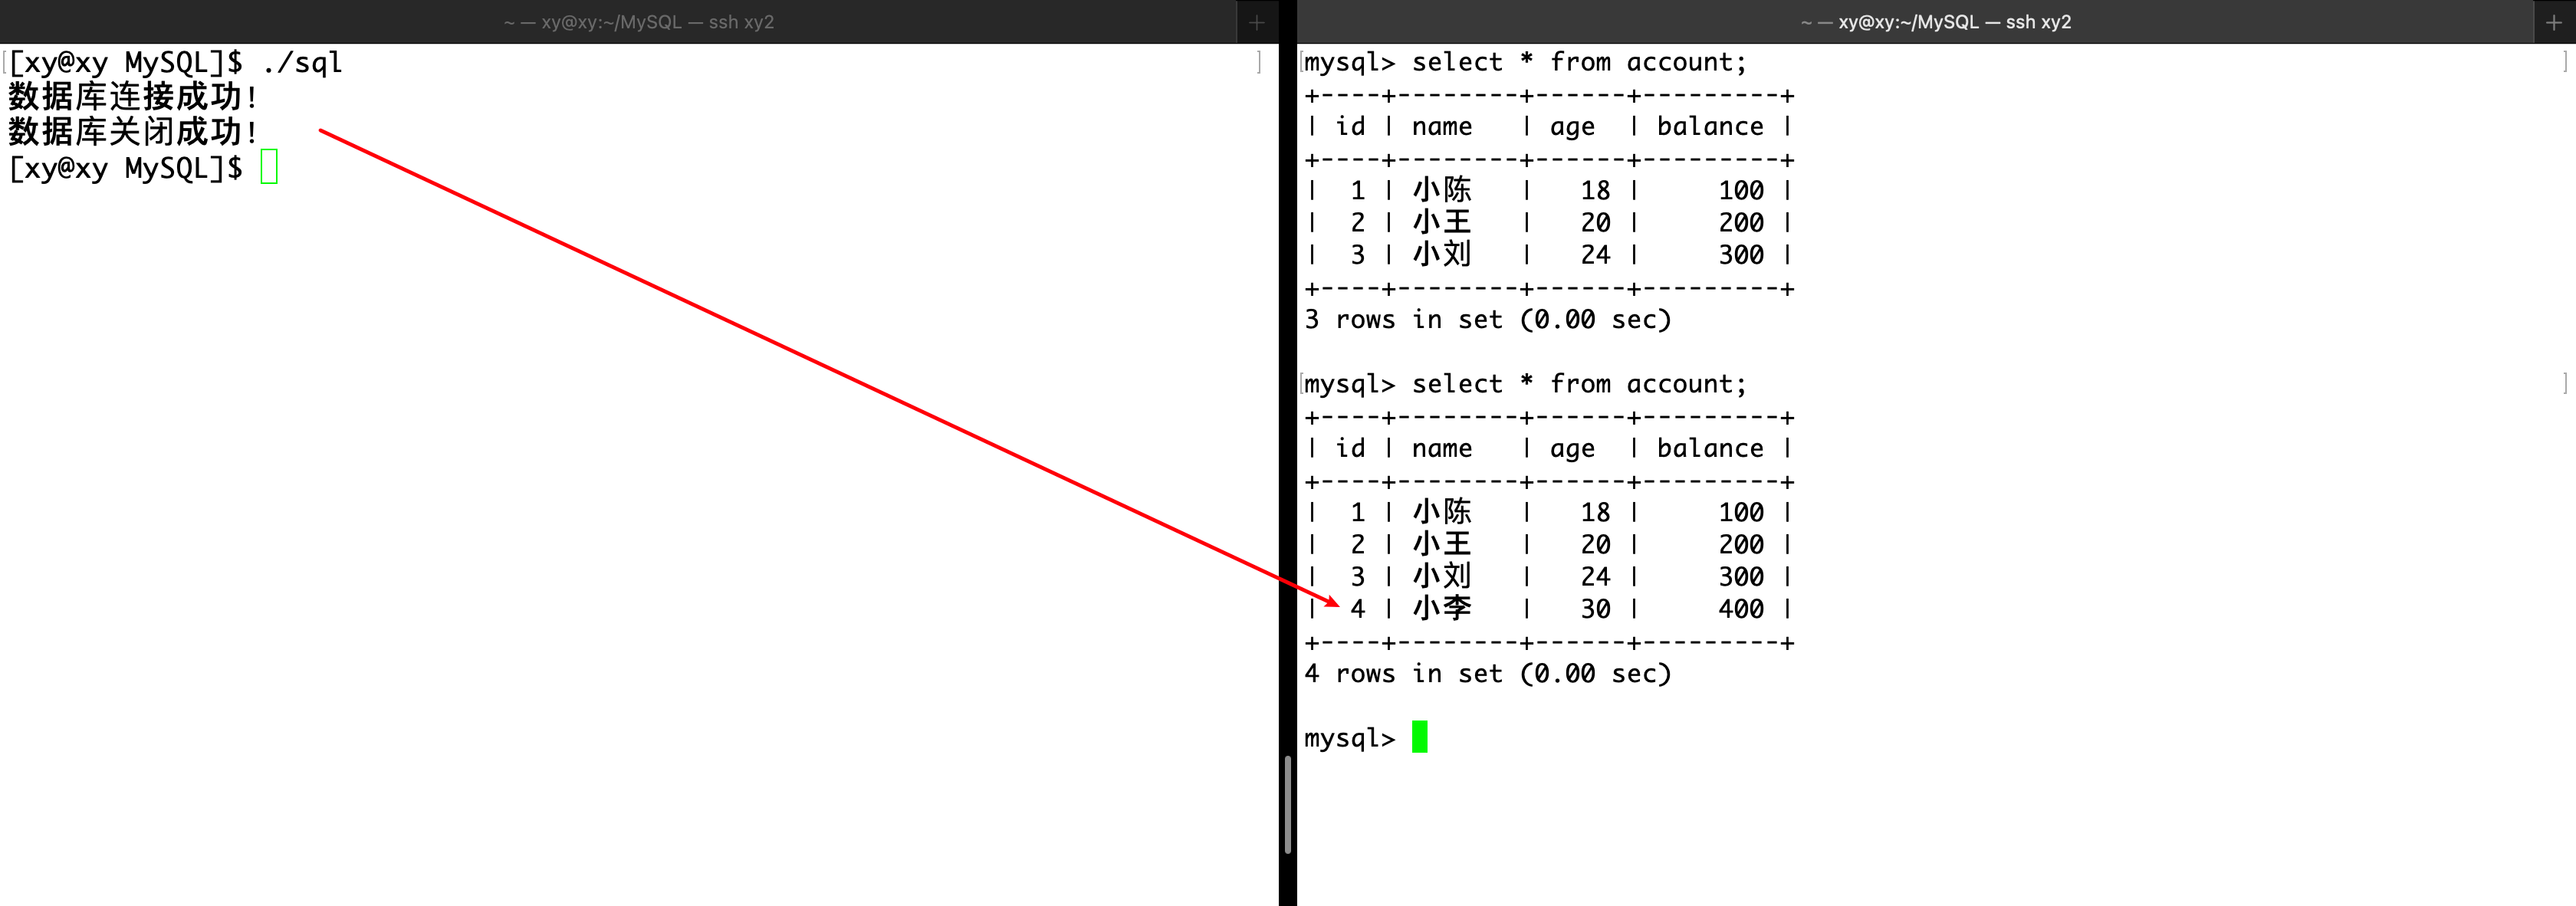 ~ — xy@xy:~/MySQL — ssh xy2
[xy@xy MySQL]$ ./sql
数据库连接成功!
数据库关闭成功!
[xy@xy MySQL]$
~ — xy@xy:~/MySQL — ssh xy2
mysql> select * from account;
+----+--------+------+---------+
| id | name   | age  | balance |
+----+--------+------+---------+
|  1 | 小陈   |   18 |     100 |
|  2 | 小王   |   20 |     200 |
|  3 | 小刘   |   24 |     300 |
+----+--------+------+---------+
3 rows in set (0.00 sec)
mysql> select * from account;
+----+--------+------+---------+
| id | name   | age  | balance |
+----+--------+------+---------+
|  1 | 小陈   |   18 |     100 |
|  2 | 小王   |   20 |     200 |
|  3 | 小刘   |   24 |     300 |
|  4 | 小李   |   30 |     400 |
+----+--------+------+---------+
4 rows in set (0.00 sec)
mysql>